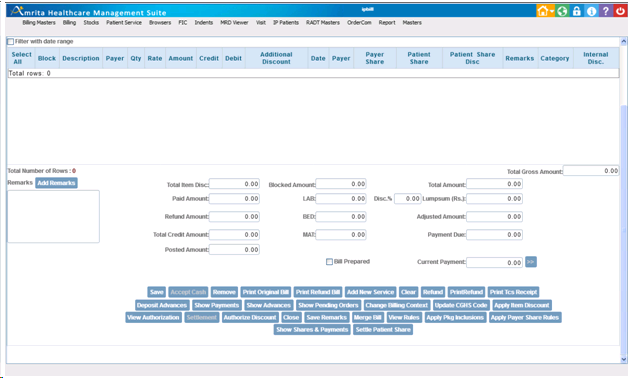 Amrita Healthcare Management Suite
ipbill
Billing Masters Billing Stocks Patient Service Browsers FIC Indents MRD Viewer Visit IP Patients RADT Masters OrderCom Report Masters
Filter with date range
Select All Block Description Payer Qty Rate Amount Credit Debit Additional Discount Date Payer Payer Share Patient Share Patient Share Disc Remarks Category Internal Disc.
Total rows: 0
Total Number of Rows : 0 Total Gross Amount: 0.00
Remarks Add Remarks Total Item Disc: 0.00 Blocked Amount: 0.00 Total Amount: 0.00
Paid Amount: 0.00 LAB: 0.00 Disc.% 0.00 Lumpsum (Rs.): 0.00
Refund Amount: 0.00 BED: 0.00 Adjusted Amount: 0.00
Total Credit Amount: 0.00 MAT: 0.00 Payment Due: 0.00
Posted Amount: 0.00
Bill Prepared Current Payment: 0.00 >>
Save Accept Cash Remove Print Original Bill Print Refund Bill Add New Service Clear Refund PrintRefund Print Tcs Receipt
Deposit Advances Show Payments Show Advances Show Pending Orders Change Billing Context Update CGHS Code Apply Item Discount
View Authorization Settlement Authorize Discount Close Save Remarks Merge Bill View Rules Apply Pkg Inclusions Apply Payer Share Rules
Show Shares & Payments Settle Patient Share